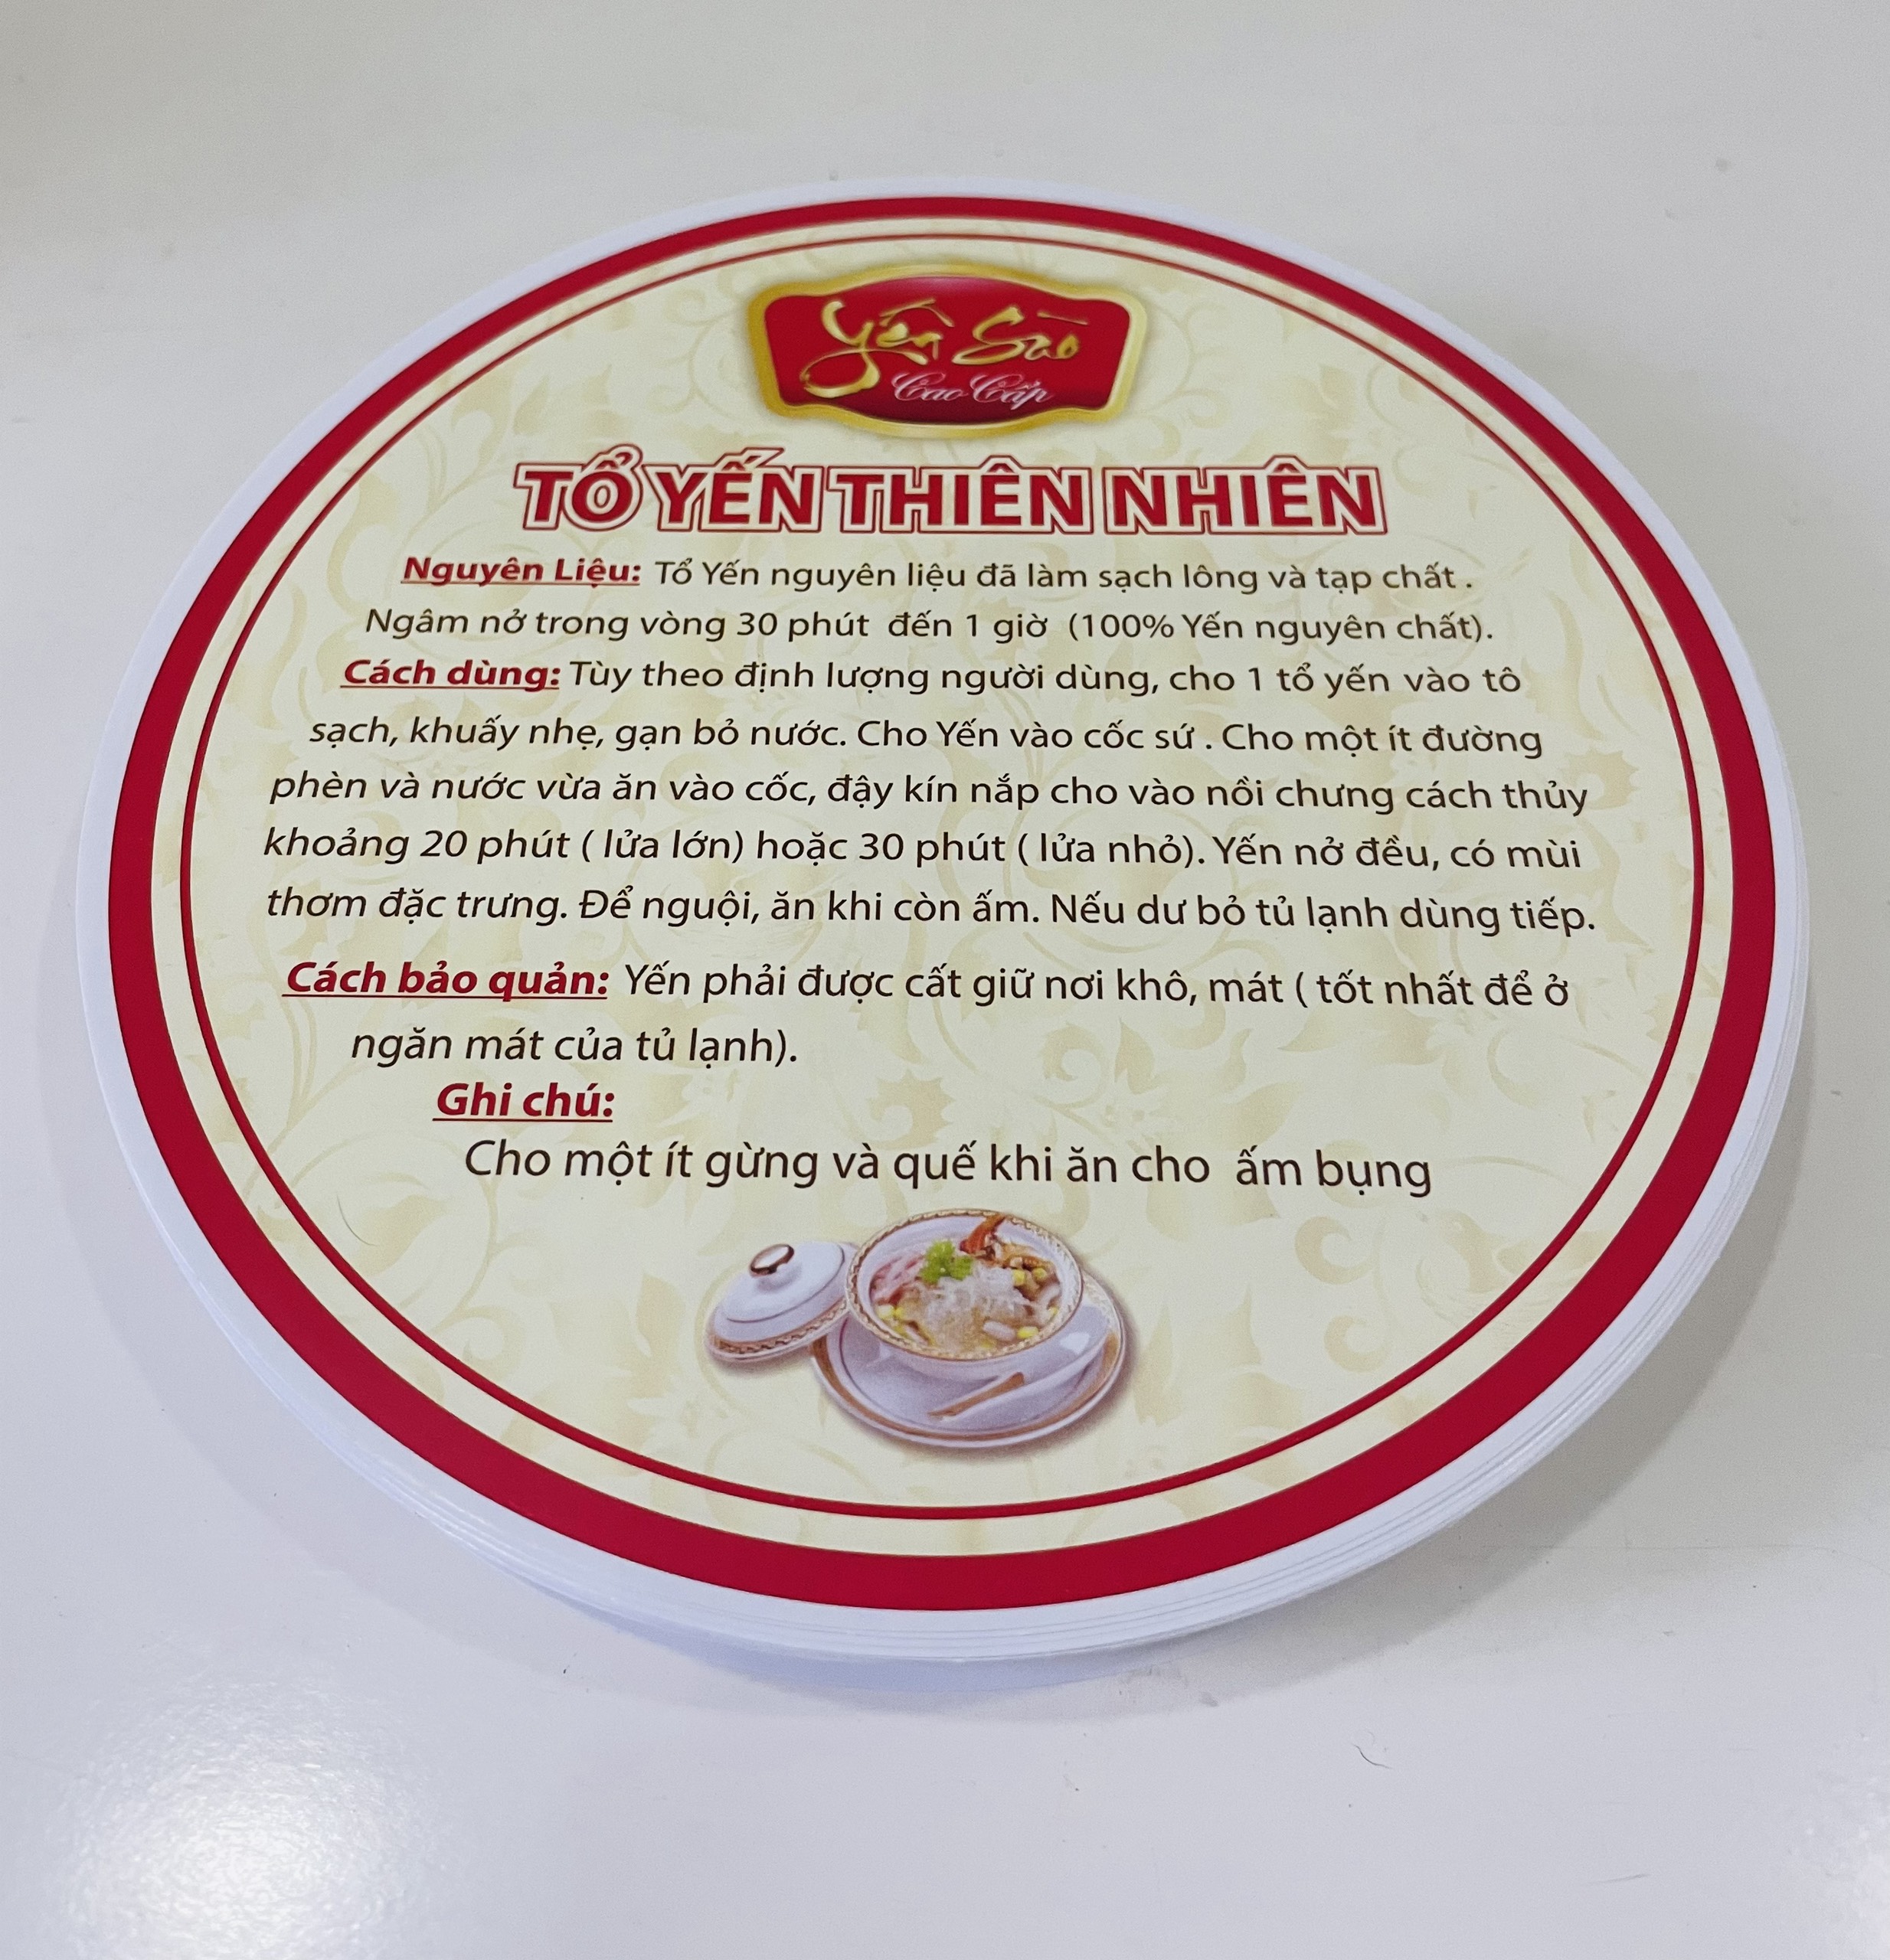 Yến Sào
Cao Cấp
TỔ YẾN THIÊN NHIÊN
Nguyên Liệu: Tổ Yến nguyên liệu đã làm sạch lông và tạp chất .
Ngâm nở trong vòng 30 phút đến 1 giờ (100% Yến nguyên chất).
Cách dùng: Tùy theo định lượng người dùng, cho 1 tổ yến vào tô
sạch, khuấy nhẹ, gạn bỏ nước. Cho Yến vào cốc sứ . Cho một ít đường
phèn và nước vừa ăn vào cốc, đậy kín nắp cho vào nồi chưng cách thủy
khoảng 20 phút ( lửa lớn) hoặc 30 phút ( lửa nhỏ). Yến nở đều, có mùi
thơm đặc trưng. Để nguội, ăn khi còn ấm. Nếu dư bỏ tủ lạnh dùng tiếp.
Cách bảo quản: Yến phải được cất giữ nơi khô, mát ( tốt nhất để ở
ngăn mát của tủ lạnh).
Ghi chú:
Cho một ít gừng và quế khi ăn cho ấm bụng